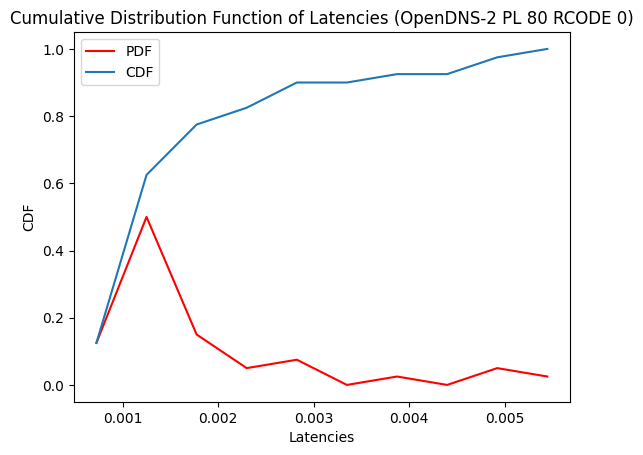 Cumulative Distribution Function of Latencies (OpenDNS-2 PL 80 RCODE 0)
PDF
CDF
1.0
0.8
0.6
0.4
0.2
0.0
CDF
0.001 0.002 0.003 0.004 0.005
Latencies